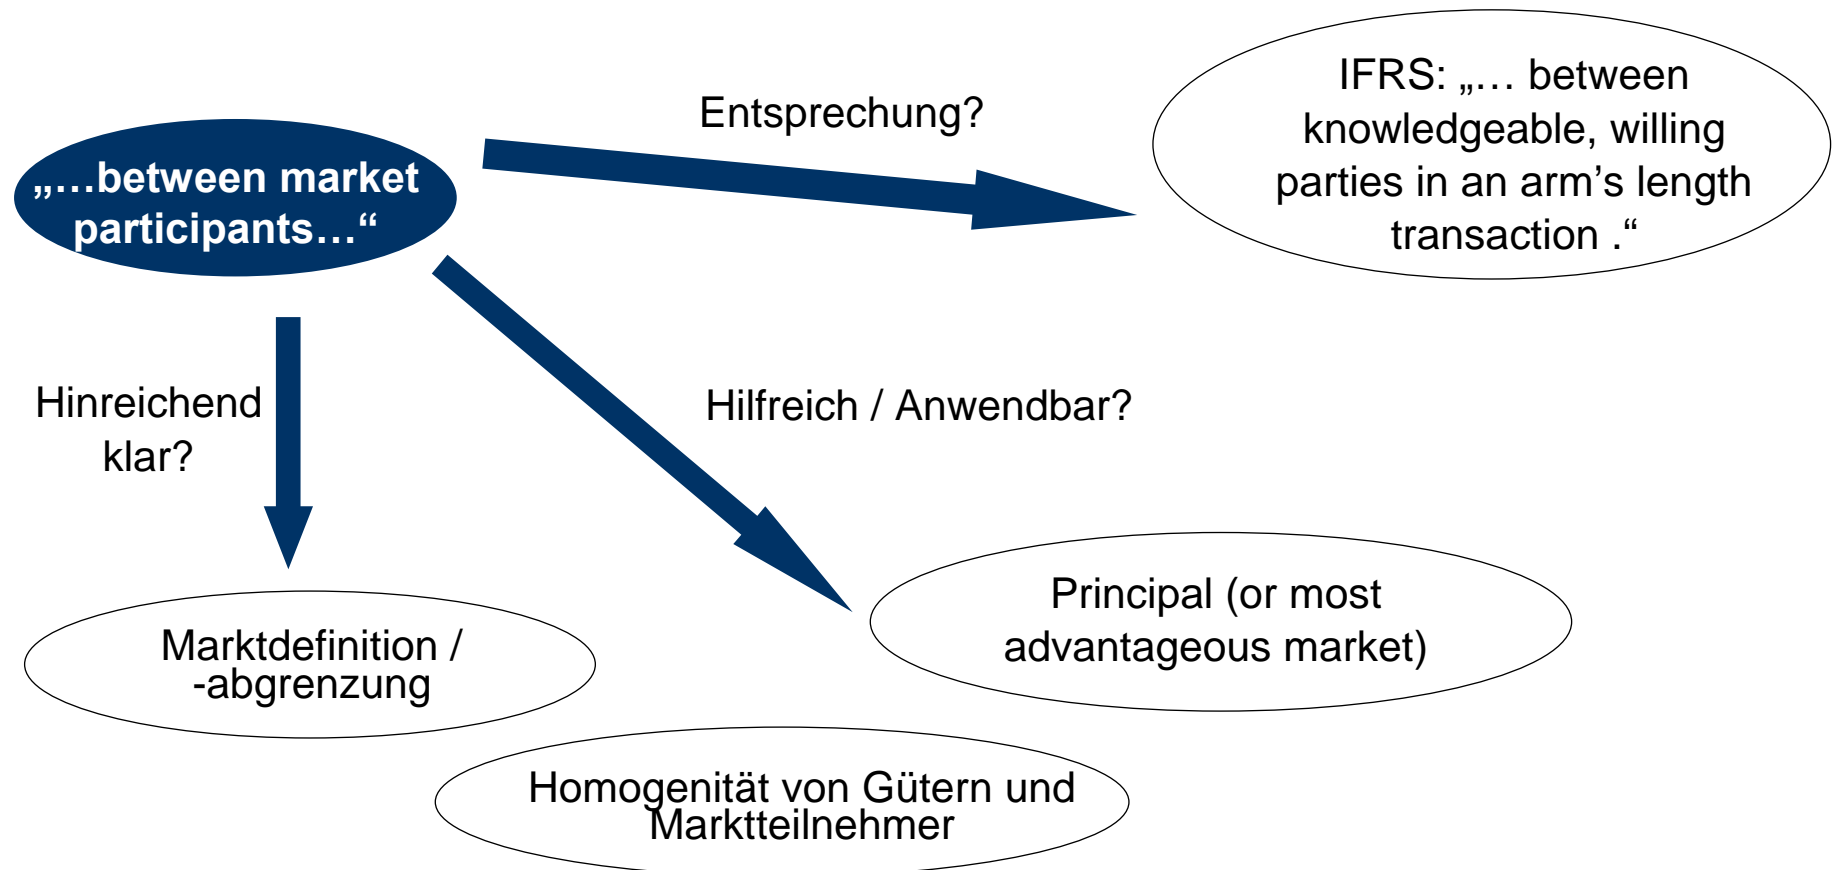 „…between market
participants…“
Entsprechung?
IFRS: „… between
knowledgeable, willing
parties in an arm’s length
transaction .“
Hinreichend
klar?
Hilfreich / Anwendbar?
Marktdefinition /
-abgrenzung
Principal (or most
advantageous market)
Homogenität von Gütern und
Marktteilnehmer